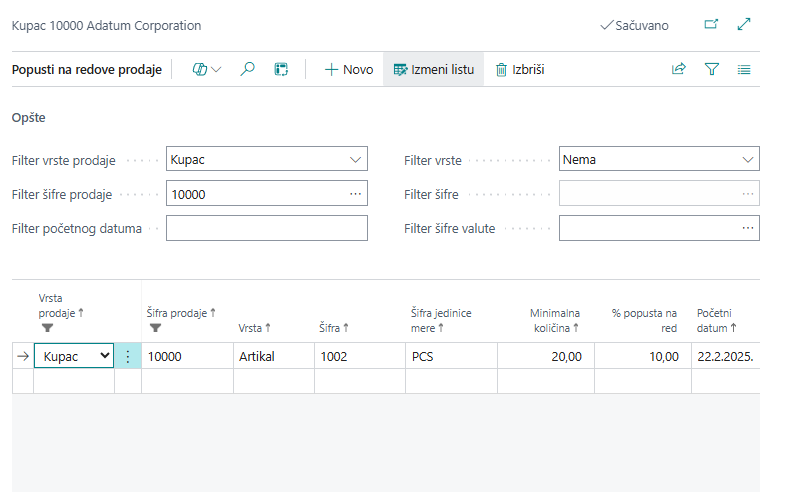 Kupac 10000 Adatum Corporation
Sačuvano
Popusti na redove prodaje
Novo
Izmeni listu
Izbriši
Opšte
Filter vrste prodaje
Kupac
Filter vrste
Nema
Filter šifre prodaje
10000
Filter šifre
Filter početnog datuma
Filter šifre valute
Vrsta
prodaje ↑
Šifra prodaje ↑
Vrsta ↑
Šifra ↑
Šifra jedinice
mere ↑
Minimalna
količina ↑
% popusta na
red
Početni
datum ↑
Kupac
10000
Artikal
1002
PCS
20,00
10,00
22.2.2025.